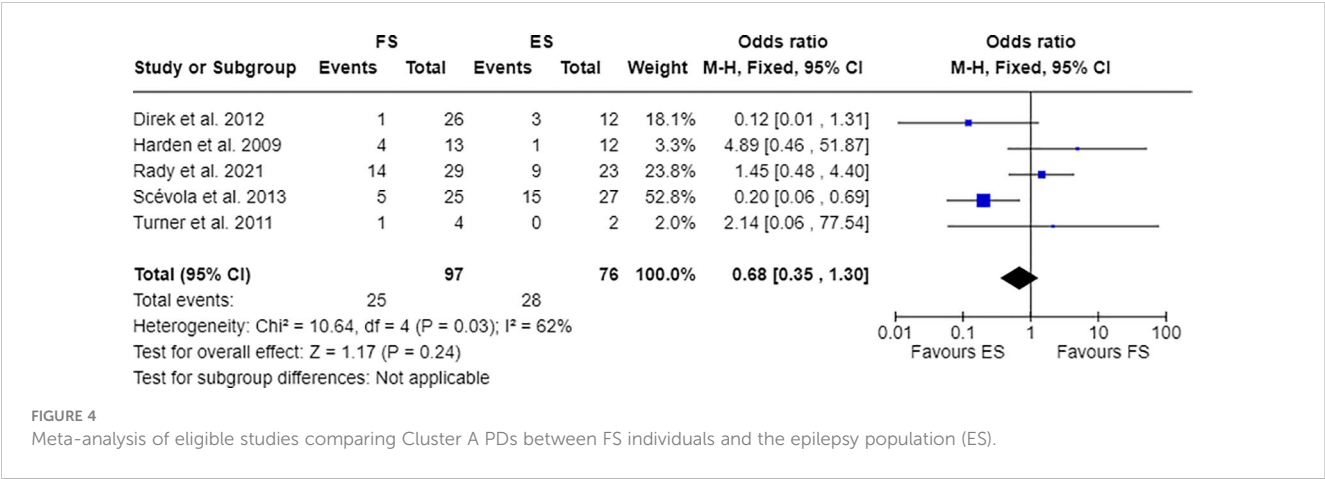 FS ES Odds ratio Odds ratio
Study or Subgroup Events Total Events Total Weight M-H, Fixed, 95% CI M-H, Fixed, 95% CI
Direk et al. 2012 1 26 3 12 18.1% 0.12 [0.01 , 1.31]
Harden et al. 2009 4 13 1 12 3.3% 4.89 [0.46 , 51.87]
Rady et al. 2021 14 29 9 23 23.8% 1.45 [0.48 , 4.40]
Scévola et al. 2013 5 25 15 27 52.8% 0.20 [0.06 , 0.69]
Turner et al. 2011 1 4 0 2 2.0% 2.14 [0.06 , 77.54]
Total (95% CI) 97 76 100.0% 0.68 [0.35 , 1.30]
Total events: 25 28
Heterogeneity: Chi² = 10.64, df = 4 (P = 0.03); I² = 62%
0.01 0.1 1 10 100
Test for overall effect: Z = 1.17 (P = 0.24)
Favours ES Favours FS
Test for subgroup differences: Not applicable
FIGURE 4
Meta-analysis of eligible studies comparing Cluster A PDs between FS individuals and the epilepsy population (ES).